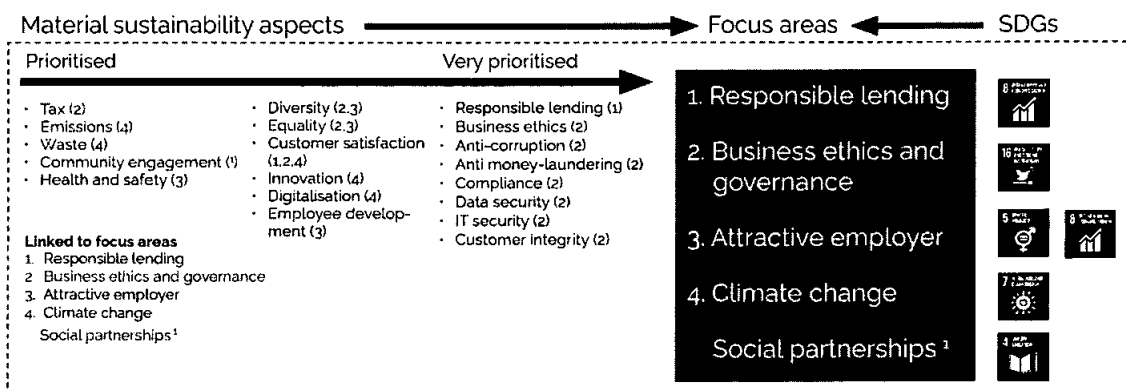 Material sustainability aspects
Focus areas
SDGs
Prioritised
Very prioritised
· Tax (2)
· Emissions (4)
· Waste (4)
· Community engagement (¹)
· Health and safety (3)
· Diversity (2,3)
· Equality (2,3)
· Customer satisfaction
(1,2,4)
· Innovation (4)
· Digitalisation (4)
· Employee develop-
ment (3)
· Responsible lending (1)
· Business ethics (2)
· Anti-corruption (2)
· Anti money-laundering (2)
· Compliance (2)
· Data security (2)
· IT security (2)
· Customer integrity (2)
Linked to focus areas
1. Responsible lending
2 Business ethics and governance
3. Attractive employer
4. Climate change
Social partnerships ¹
1. Responsible lending
2. Business ethics and
governance
3. Attractive employer
4. Climate change
Social partnerships ¹
8
16
5
8
7
4